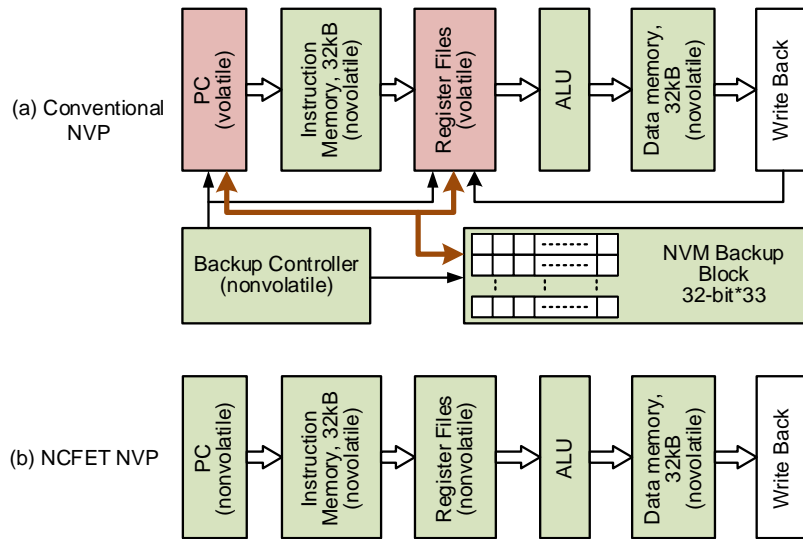 (a) Conventional
NVP
PC
(volatile)
Instruction
Memory, 32kB
(novolatile)
Register Files
(volatile)
ALU
Data memory,
32kB
(novolatile)
Write Back
Backup Controller
(nonvolatile)
NVM Backup
Block
32-bit*33
(b) NCFET NVP
PC
(nonvolatile)
Instruction
Memory, 32kB
(novolatile)
Register Files
(nonvolatile)
ALU
Data memory,
32kB
(novolatile)
Write Back